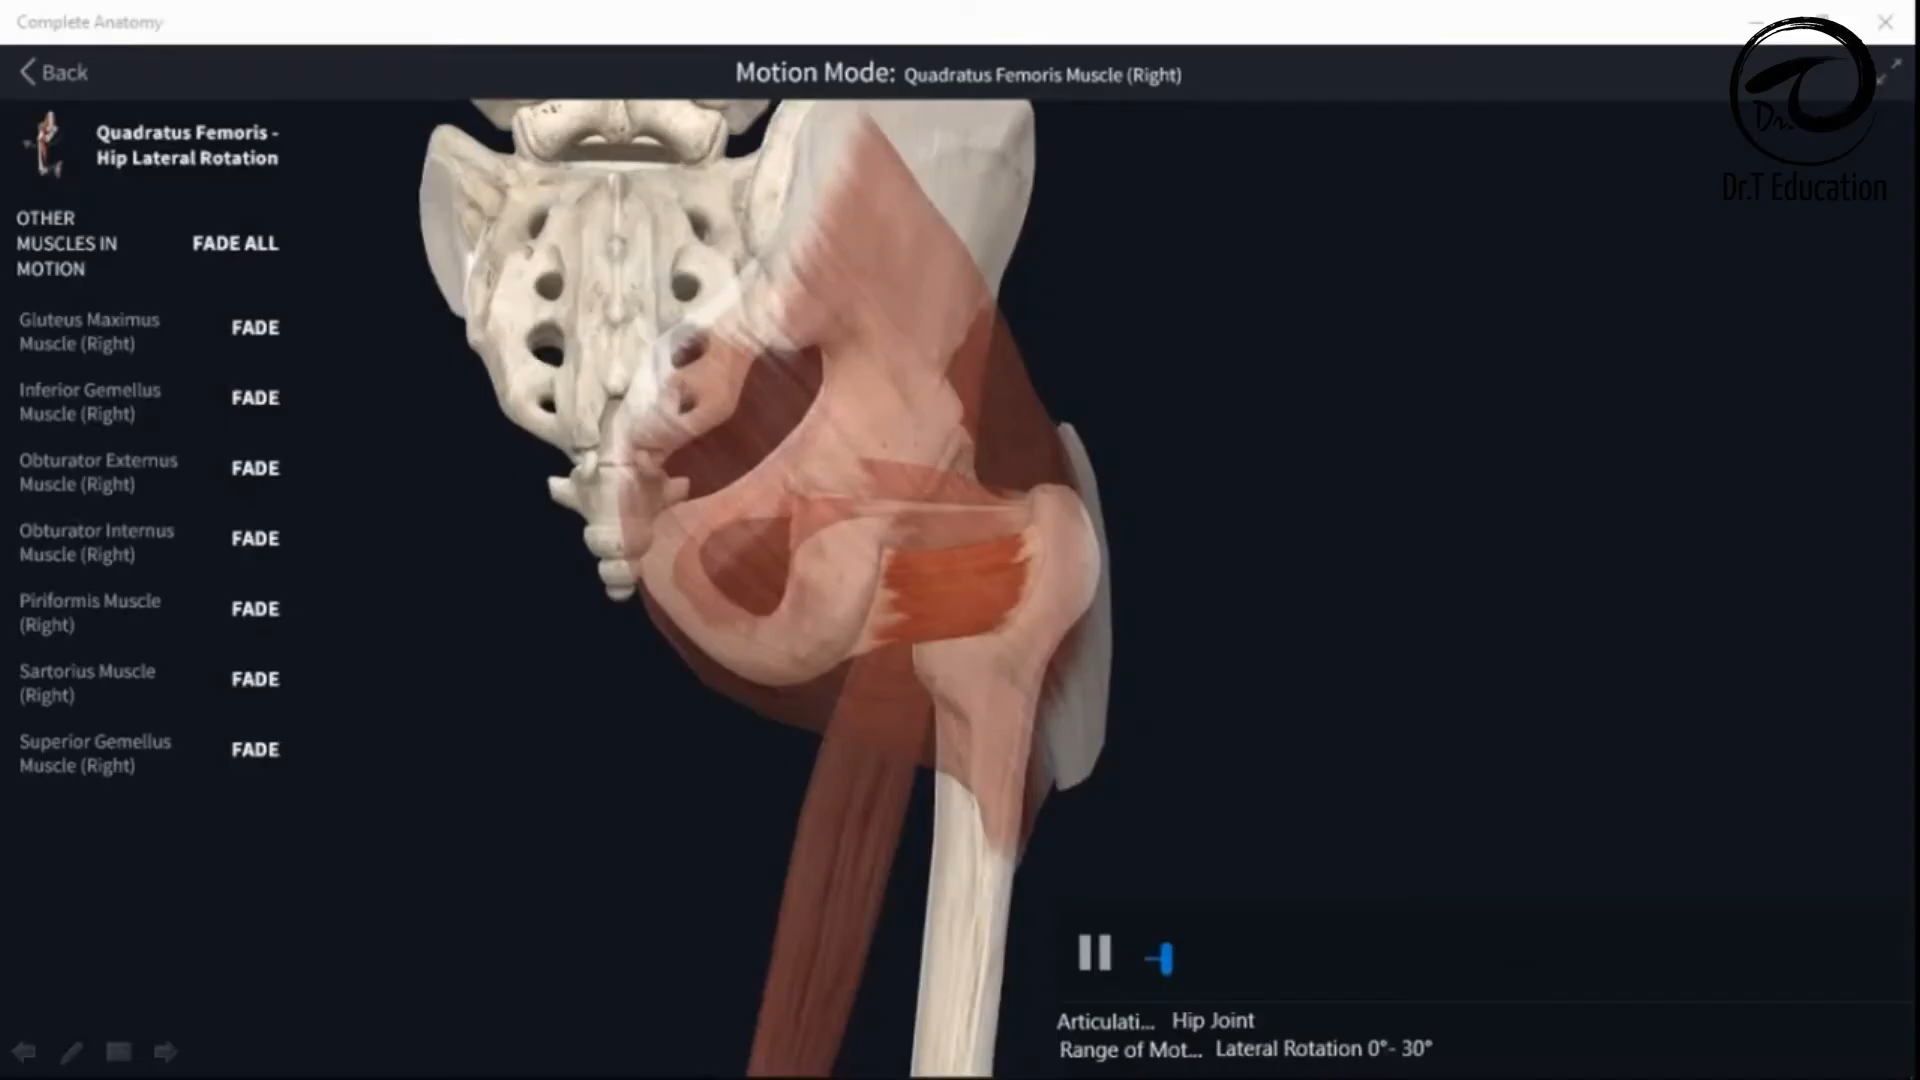 Complete Anatomy
Back
Motion Mode: Quadratus Femoris Muscle (Right)
Dr.
Dr.T Education
Quadratus Femoris -
Hip Lateral Rotation
OTHER
MUSCLES IN
MOTION
FADE ALL
Gluteus Maximus
Muscle (Right)
FADE
Inferior Gemellus
Muscle (Right)
FADE
Obturator Externus
Muscle (Right)
FADE
Obturator Internus
Muscle (Right)
FADE
Piriformis Muscle
(Right)
FADE
Sartorius Muscle
(Right)
FADE
Superior Gemellus
Muscle (Right)
FADE
Articulati... Hip Joint
Range of Mot... Lateral Rotation 0°- 30°